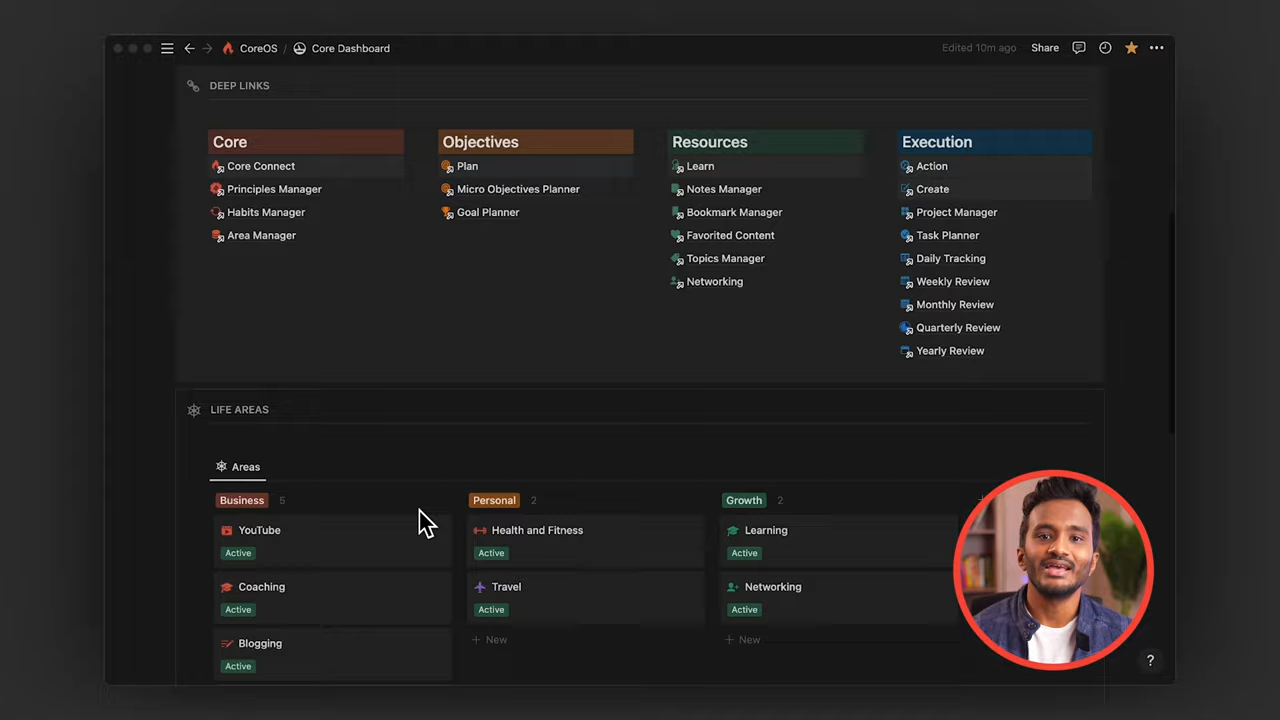 CoreOS / Core Dashboard
Edited 10m ago Share
DEEP LINKS
Core
Core Connect
Principles Manager
Habits Manager
Area Manager
Objectives
Plan
Micro Objectives Planner
Goal Planner
Resources
Learn
Notes Manager
Bookmark Manager
Favorited Content
Topics Manager
Networking
Execution
Action
Create
Project Manager
Task Planner
Daily Tracking
Weekly Review
Monthly Review
Quarterly Review
Yearly Review
LIFE AREAS
Areas
Business 5
YouTube
Active
Coaching
Active
Blogging
Active
Personal 2
Health and Fitness
Active
Travel
Active
+ New
Growth 2
Learning
Active
Networking
Active
+ New
?